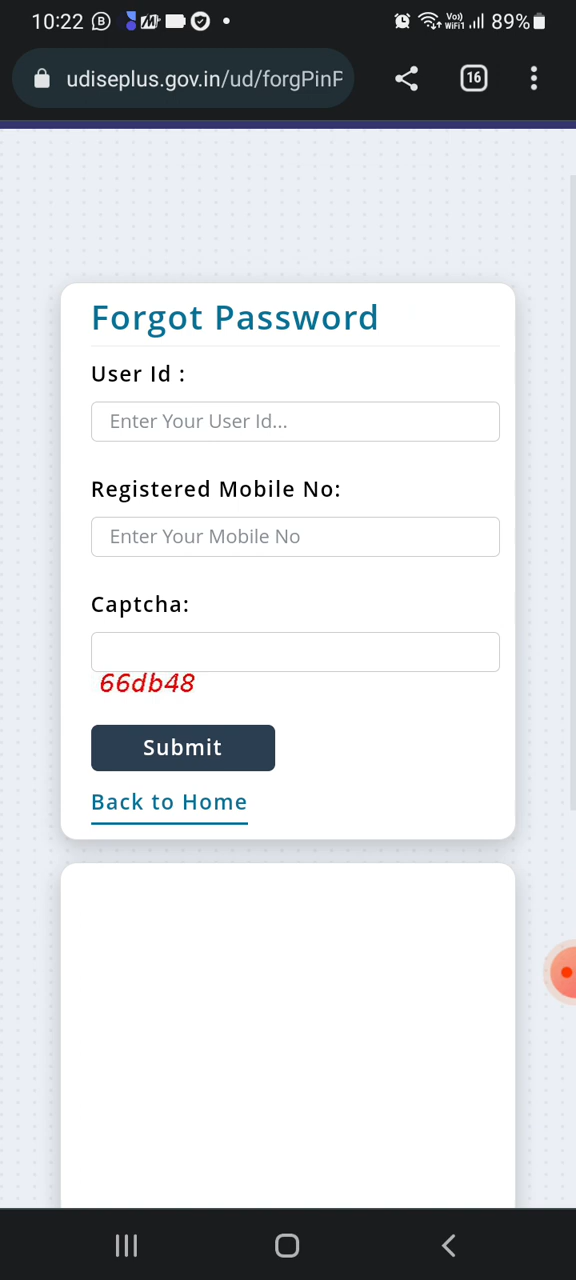 10:22 89%
udiseplus.gov.in/ud/forgPinP 16
Forgot Password
User Id :
Enter Your User Id...
Registered Mobile No:
Enter Your Mobile No
Captcha:
66db48
Submit
Back to Home